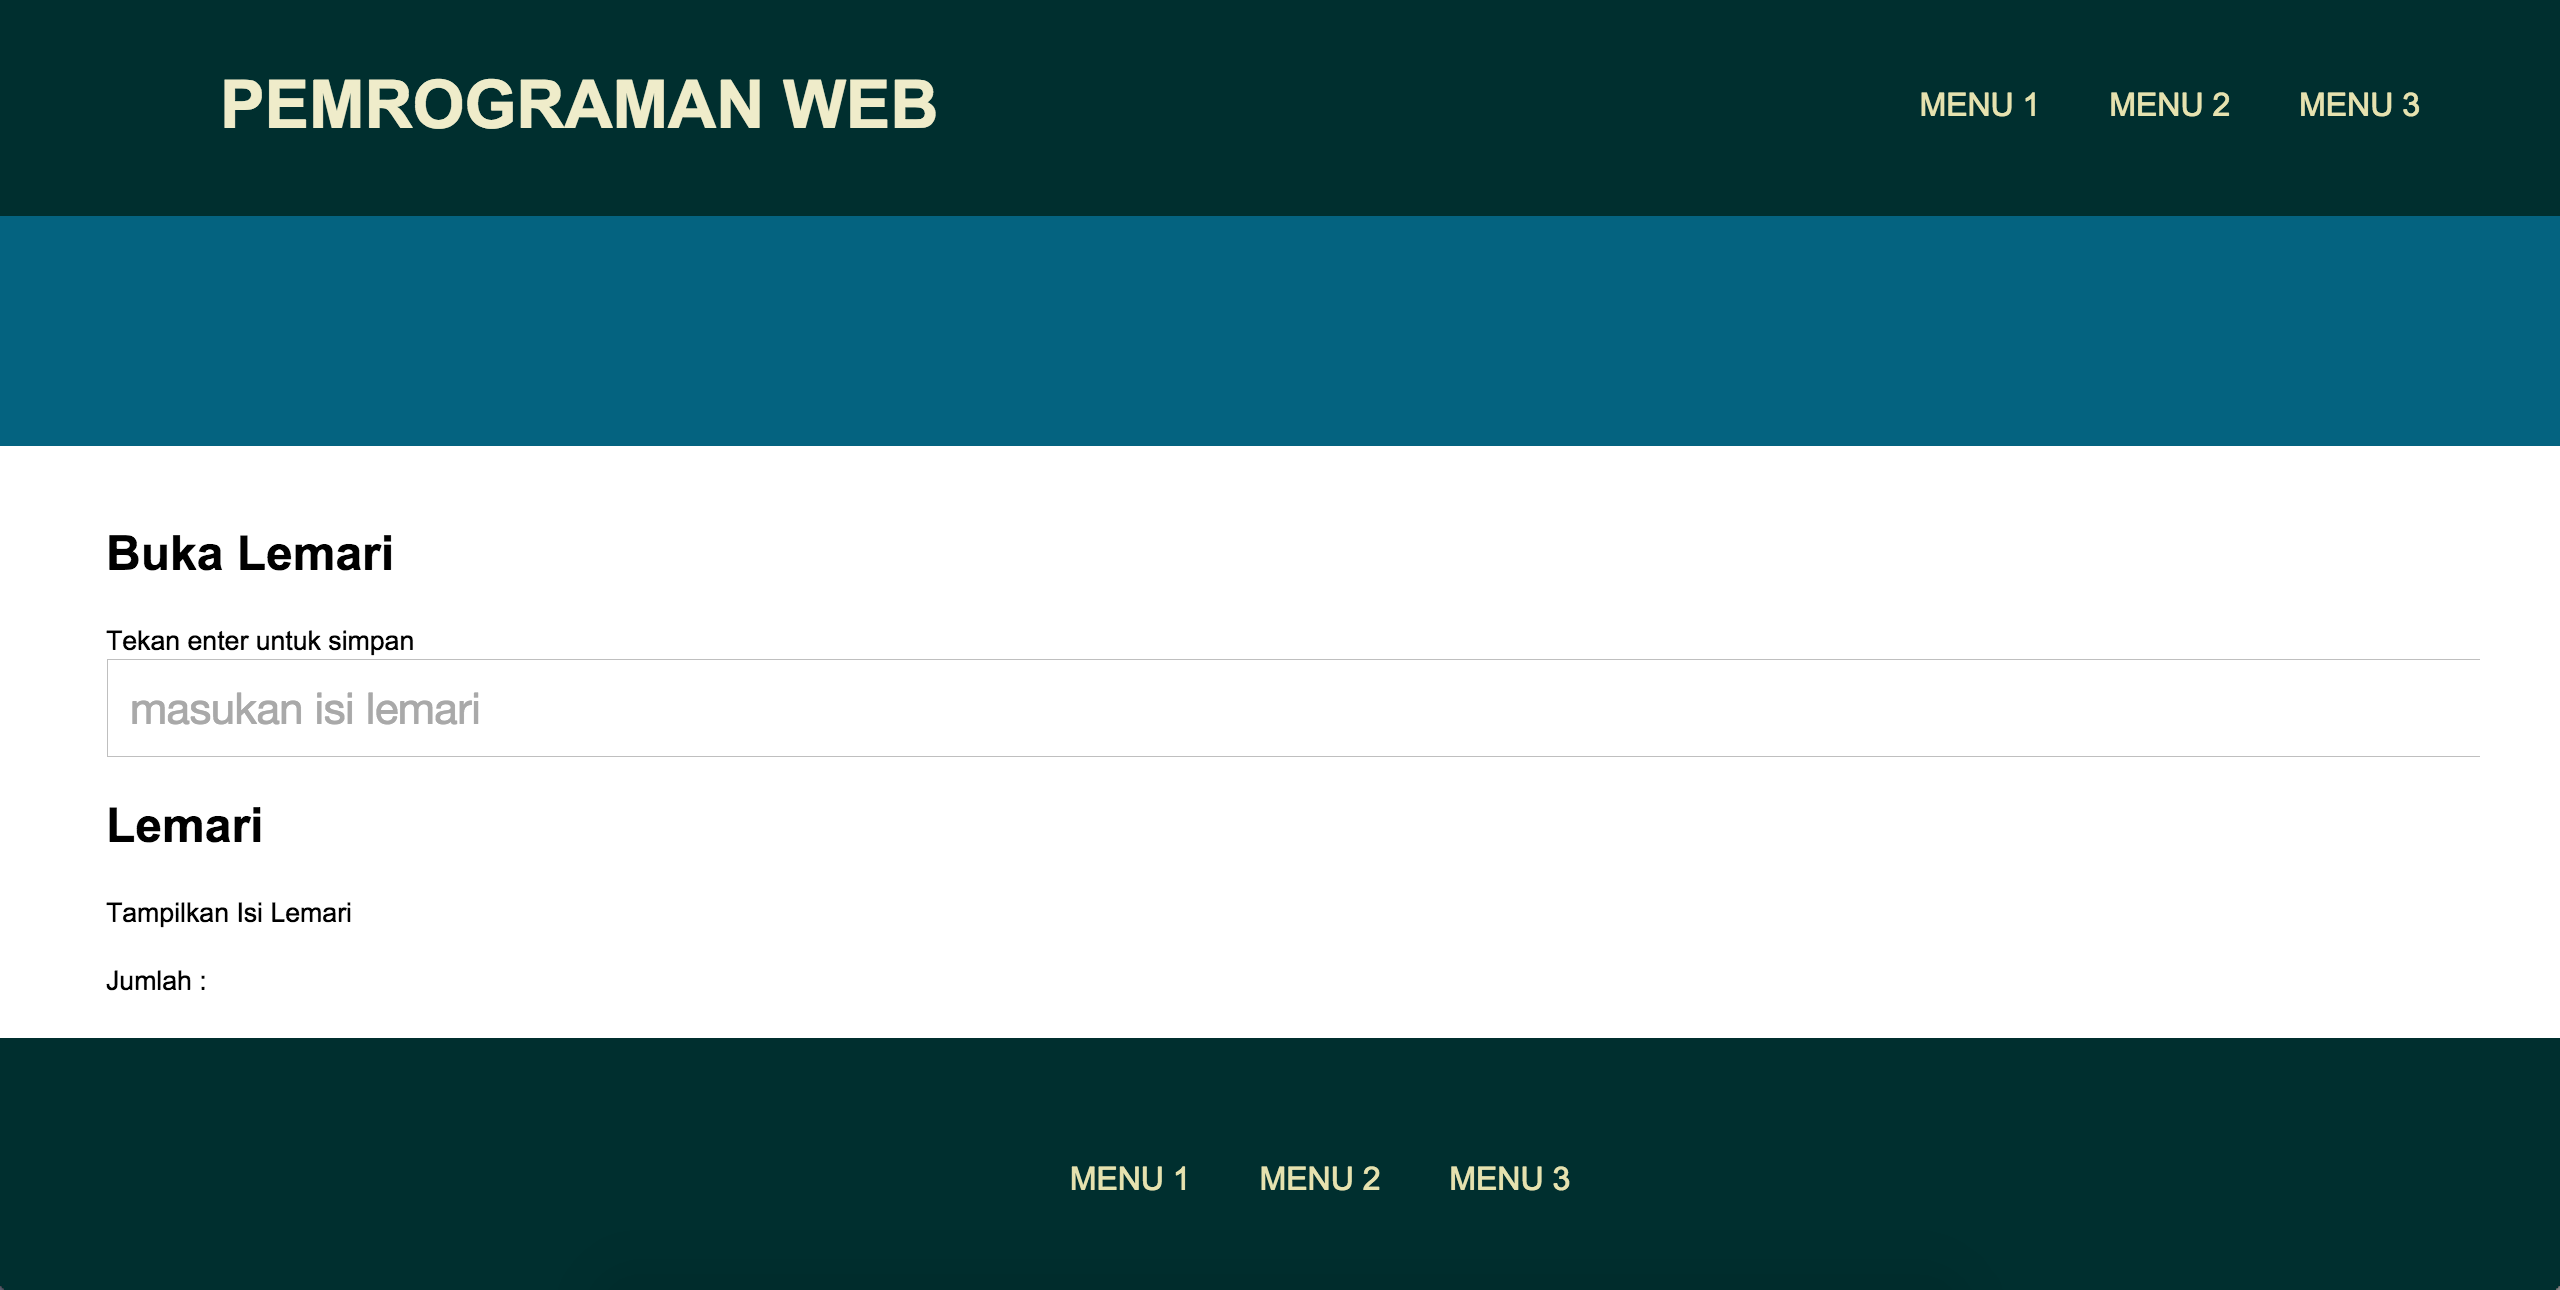 PEMROGRAMAN WEB
MENU 1 MENU 2 MENU 3
Buka Lemari
Tekan enter untuk simpan
masukan isi lemari
Lemari
Tampilkan Isi Lemari
Jumlah :
MENU 1 MENU 2 MENU 3